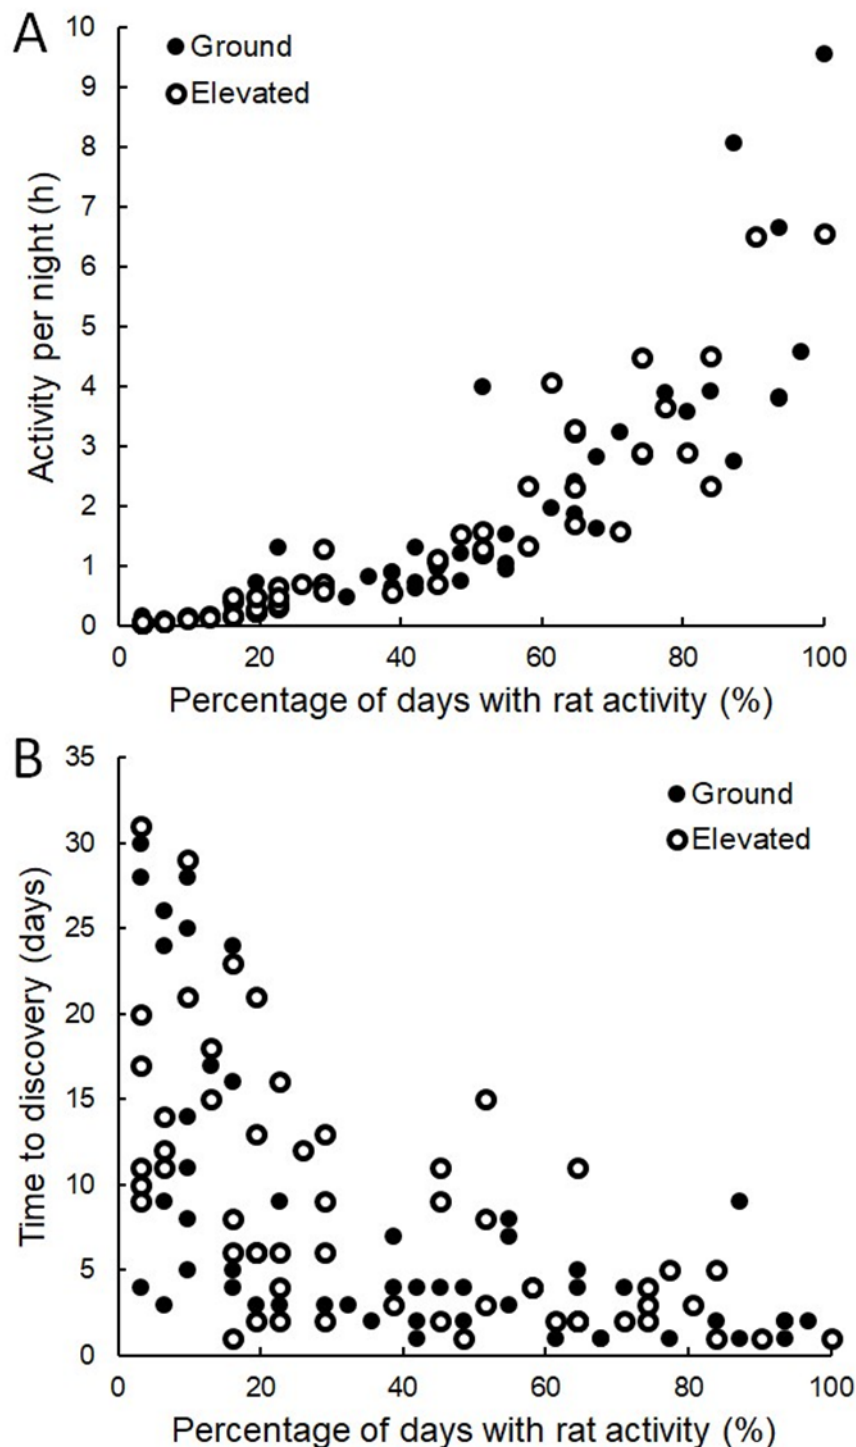 A
10
Ground
Elevated
9
8
7
6
5
4
3
2
1
0
Activity per night (h)
0 20 40 60 80 100
Percentage of days with rat activity (%)
B
35
Ground
Elevated
30
25
20
15
10
5
0
Time to discovery (days)
0 20 40 60 80 100
Percentage of days with rat activity (%)